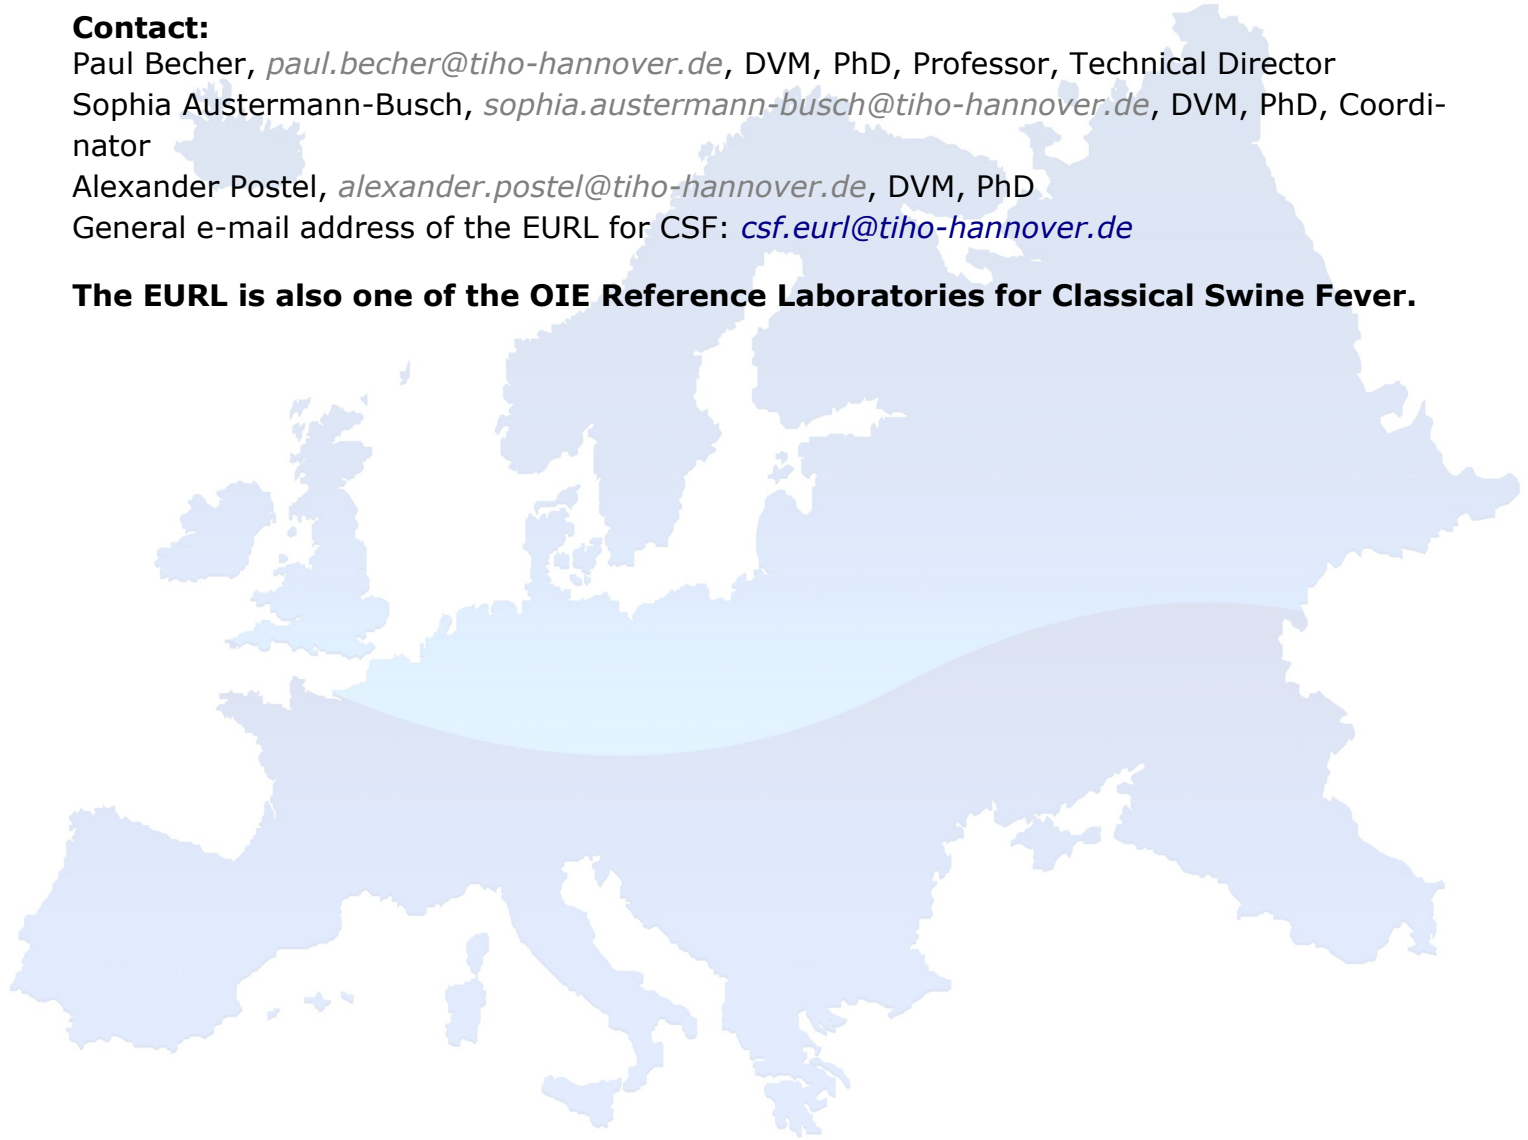 Contact:
Paul Becher, paul.becher@tiho-hannover.de, DVM, PhD, Professor, Technical Director
Sophia Austermann-Busch, sophia.austermann-busch@tiho-hannover.de, DVM, PhD, Coordi-
nator
Alexander Postel, alexander.postel@tiho-hannover.de, DVM, PhD
General e-mail address of the EURL for CSF: csf.eurl@tiho-hannover.de
The EURL is also one of the OIE Reference Laboratories for Classical Swine Fever.